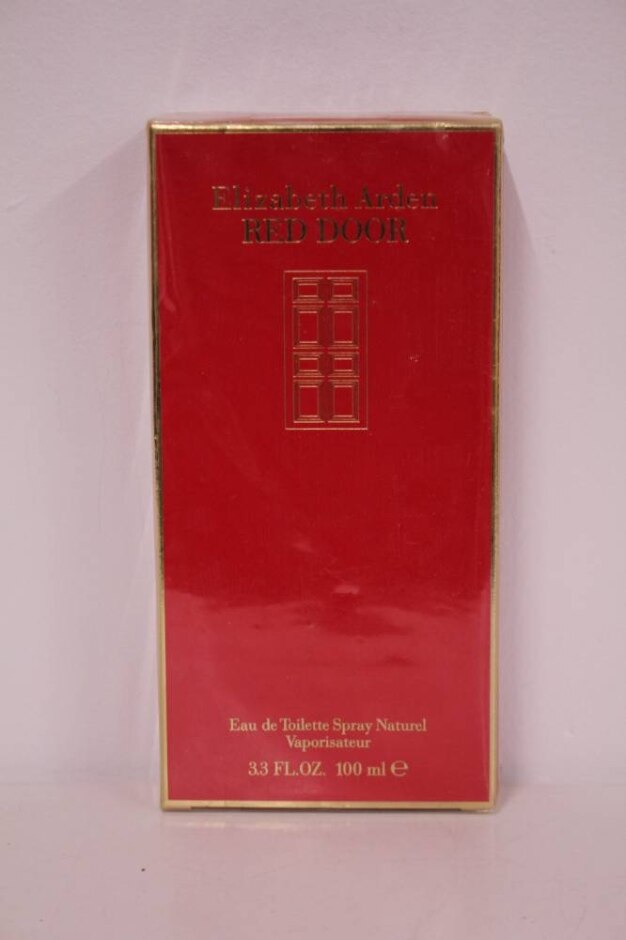 Elizabeth Arden
RED DOOR
Eau de Toilette Spray Naturel
Vaporisateur
3.3 FL.OZ. 100 ml ℮